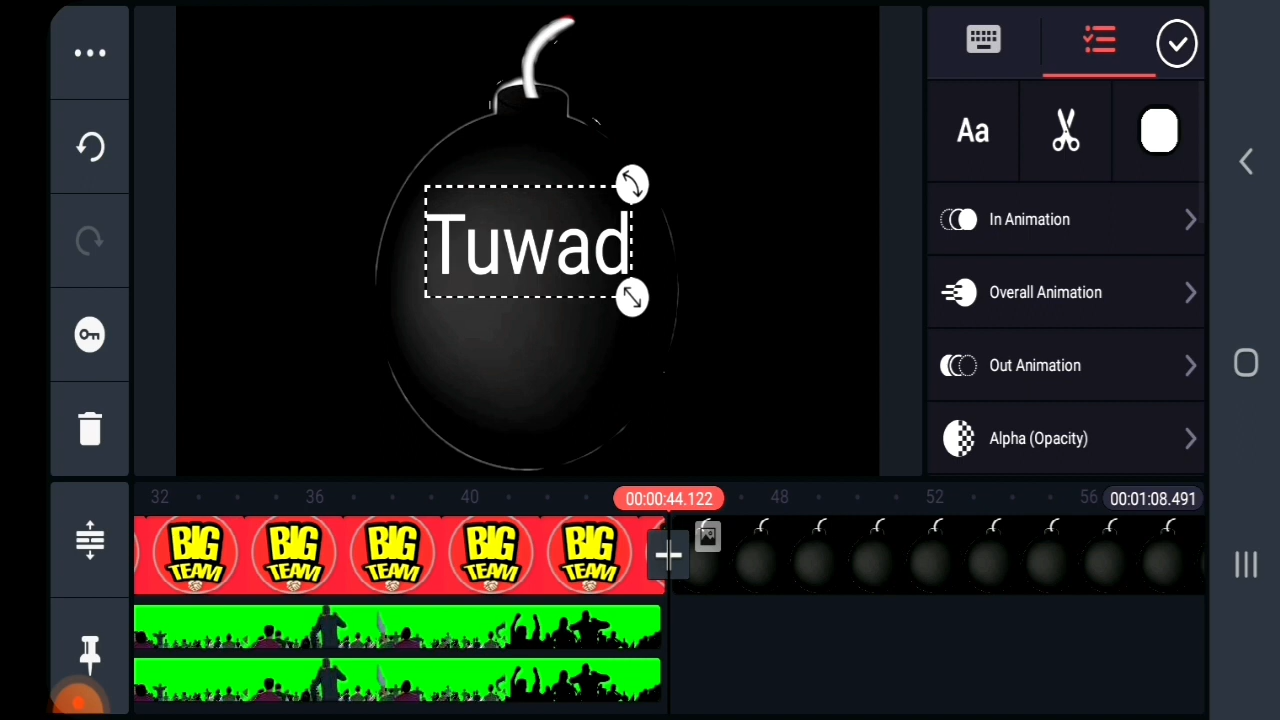 Aa
Tuwad
In Animation
Overall Animation
Out Animation
Alpha (Opacity)
32 36 40 00:00:44.122 48 52 56 00:01:08.491
BIG TEAM BIG TEAM BIG TEAM BIG TEAM BIG TEAM